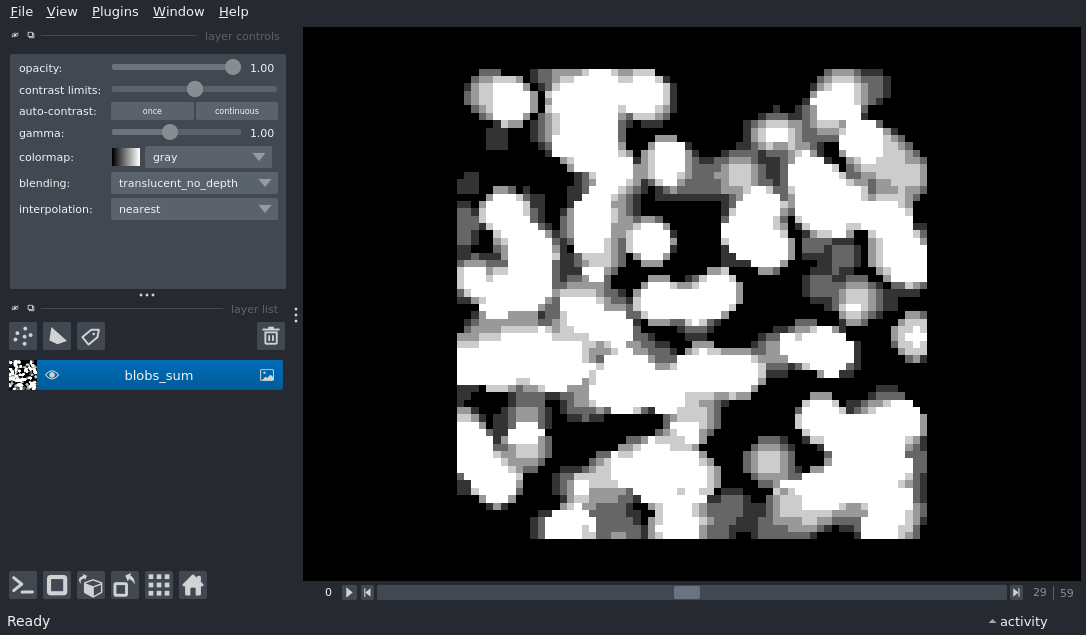 File View Plugins Window Help
layer controls
opacity: 1.00
contrast limits:
auto-contrast: once continuous
gamma: 1.00
colormap: gray
blending: translucent_no_depth
interpolation: nearest
layer list
blobs_sum
0 29 59
Ready activity